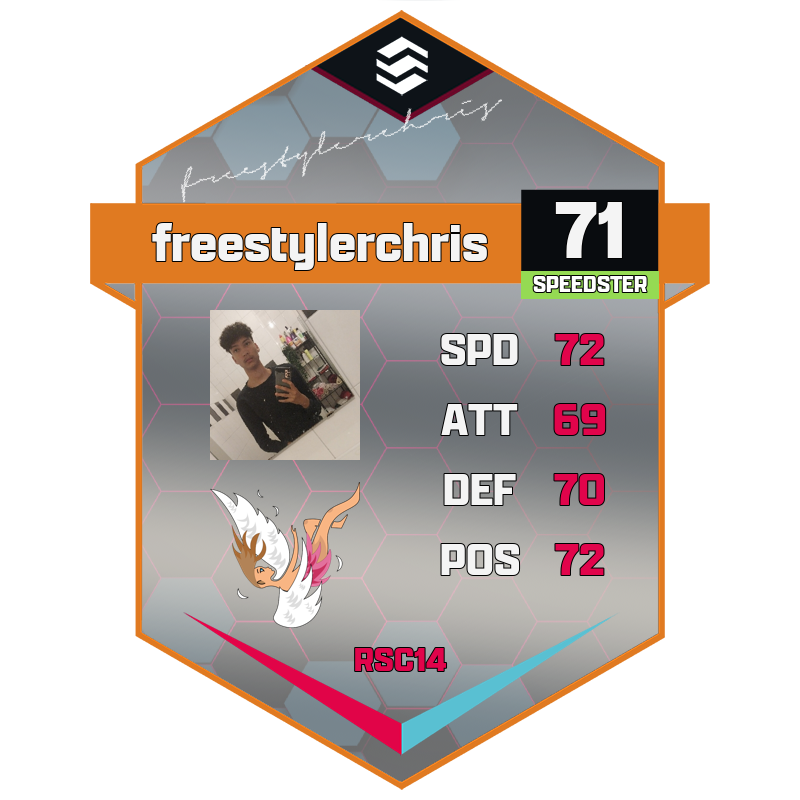 freestylerchris
freestylerchris
71
SPEEDSTER
SPD 72
ATT 69
DEF 70
POS 72
RSC14